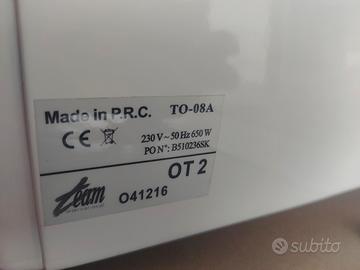 Made in P.R.C. TO-08A
CE 230 V ~ 50 Hz 650 W
PO N°: B510236SK
OT 2
team O41216
subito